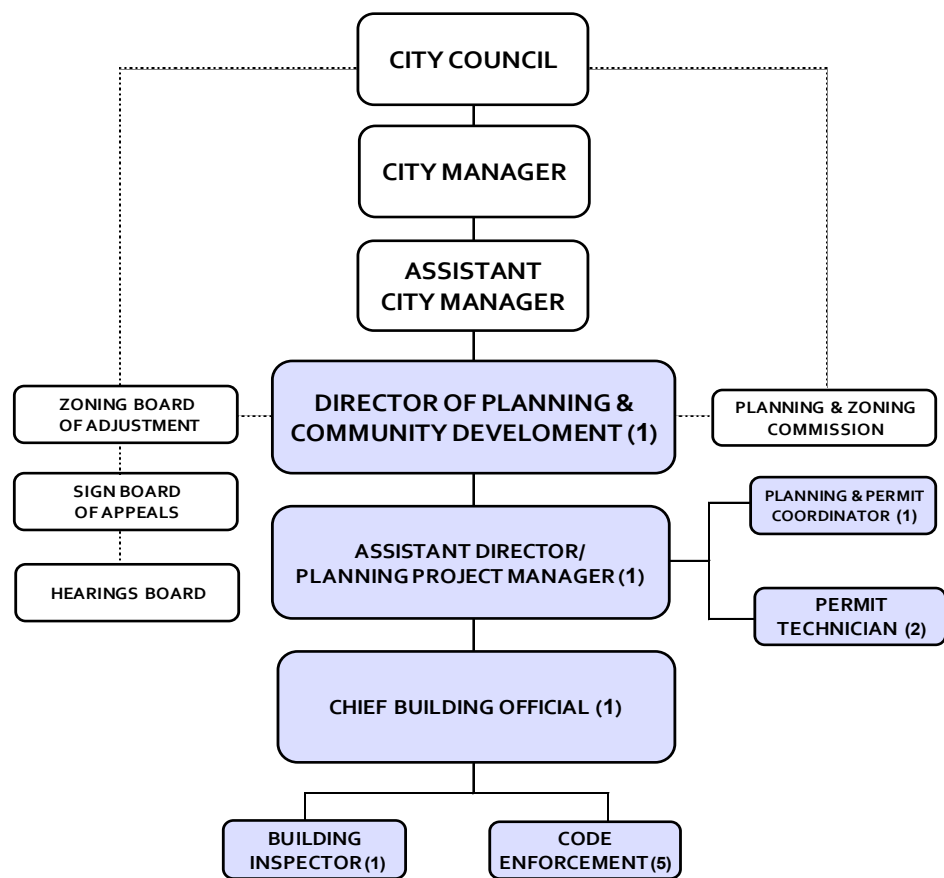 CITY COUNCIL
CITY MANAGER
ASSISTANT
CITY MANAGER
ZONING BOARD
OF ADJUSTMENT
DIRECTOR OF PLANNING &
COMMUNITY DEVELOMENT (1)
PLANNING & ZONING
COMMISSION
SIGN BOARD
OF APPEALS
PLANNING & PERMIT
COORDINATOR (1)
HEARINGS BOARD
ASSISTANT DIRECTOR/
PLANNING PROJECT MANAGER (1)
PERMIT
TECHNICIAN (2)
CHIEF BUILDING OFFICIAL (1)
BUILDING
INSPECTOR (1)
CODE
ENFORCEMENT (5)